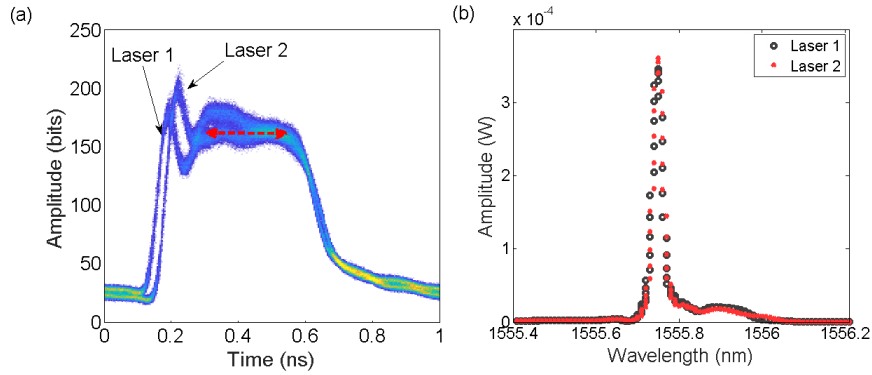 (a)
Laser 1
Laser 2
Amplitude (bits)
250
200
150
100
50
0
0
0.2
0.4
0.6
0.8
1
Time (ns)
(b)
x 10-4
Laser 1
Laser 2
Amplitude (W)
3
2
1
0
1555.4
1555.6
1555.8
1556
1556.2
Wavelength (nm)